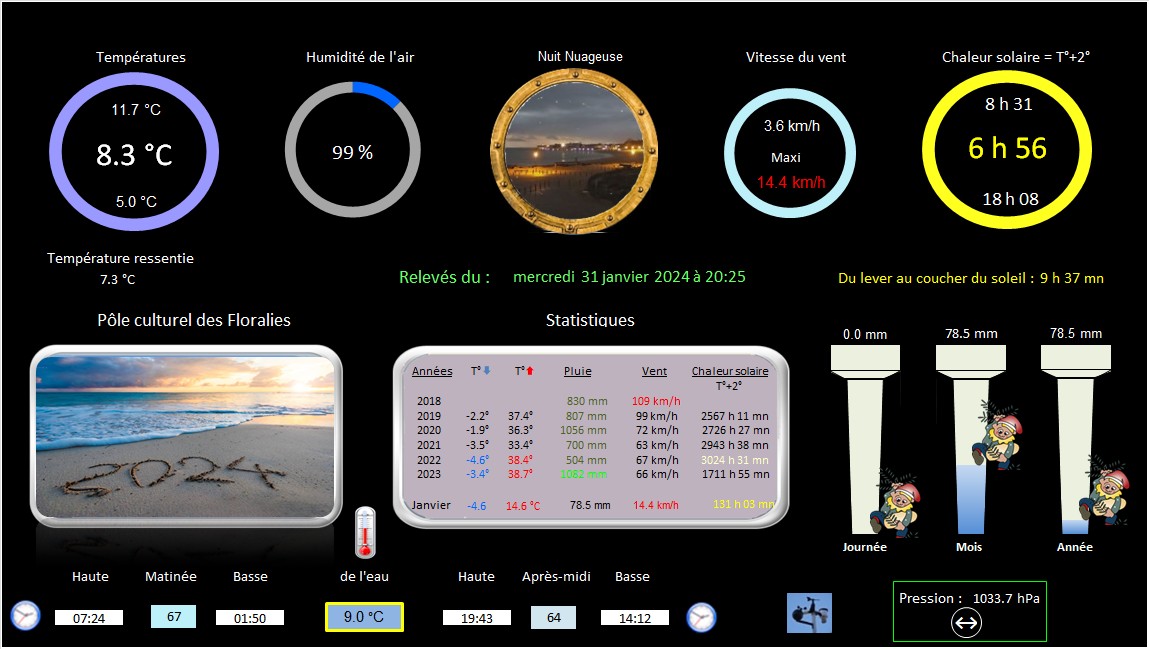 Températures
Humidité de l'air
Nuit Nuageuse
Vitesse du vent
Chaleur solaire = T°+2°
11.7 °C
8.3 °C
5.0 °C
99 %
3.6 km/h
Maxi
14.4 km/h
8 h 31
6 h 56
18 h 08
Température ressentie
7.3 °C
Relevés du : mercredi 31 janvier 2024 à 20:25
Du lever au coucher du soleil : 9 h 37 mn
Pôle culturel des Floralies
2024
Statistiques
Années T° T° Pluie Vent Chaleur solaire
T°+2°
2018 830 mm 109 km/h
2019 -2.2° 37.4° 807 mm 99 km/h 2567 h 11 mn
2020 -1.9° 36.3° 1056 mm 72 km/h 2726 h 27 mn
2021 -3.5° 33.4° 700 mm 63 km/h 2943 h 38 mn
2022 -4.6° 38.4° 504 mm 67 km/h 3024 h 31 mn
2023 -3.4° 38.7° 1082 mm 66 km/h 1711 h 55 mn
Janvier -4.6 14.6 °C 78.5 mm 14.4 km/h 131 h 03 mn
0.0 mm 78.5 mm 78.5 mm
Journée Mois Année
Haute Matinée Basse de l'eau Haute Après-midi Basse
07:24 67 01:50 9.0 °C 19:43 64 14:12
Pression : 1033.7 hPa